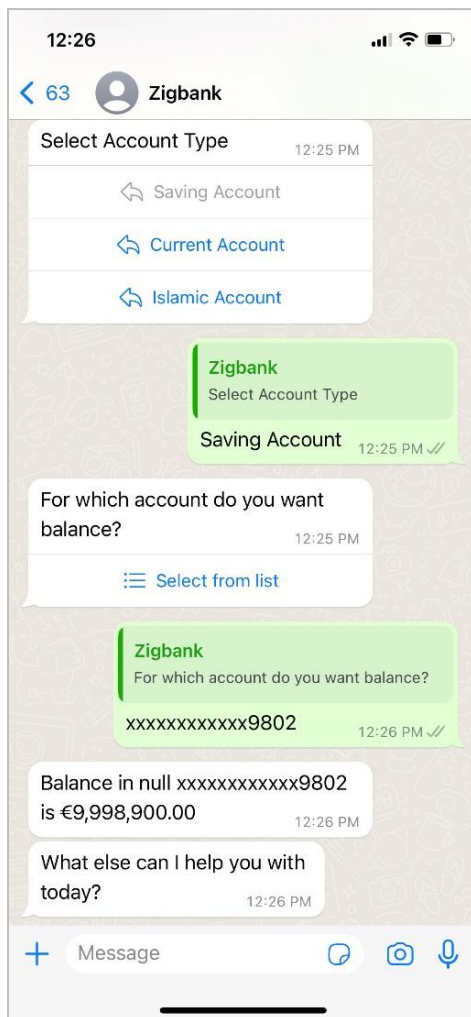 12:26
63 Zigbank
Select Account Type 12:25 PM
Saving Account
Current Account
Islamic Account
Zigbank
Select Account Type
Saving Account 12:25 PM
For which account do you want
balance? 12:25 PM
Select from list
Zigbank
For which account do you want balance?
xxxxxxxxxxxx9802 12:26 PM
Balance in null xxxxxxxxxxxx9802
is €9,998,900.00 12:26 PM
What else can I help you with
today? 12:26 PM
Message